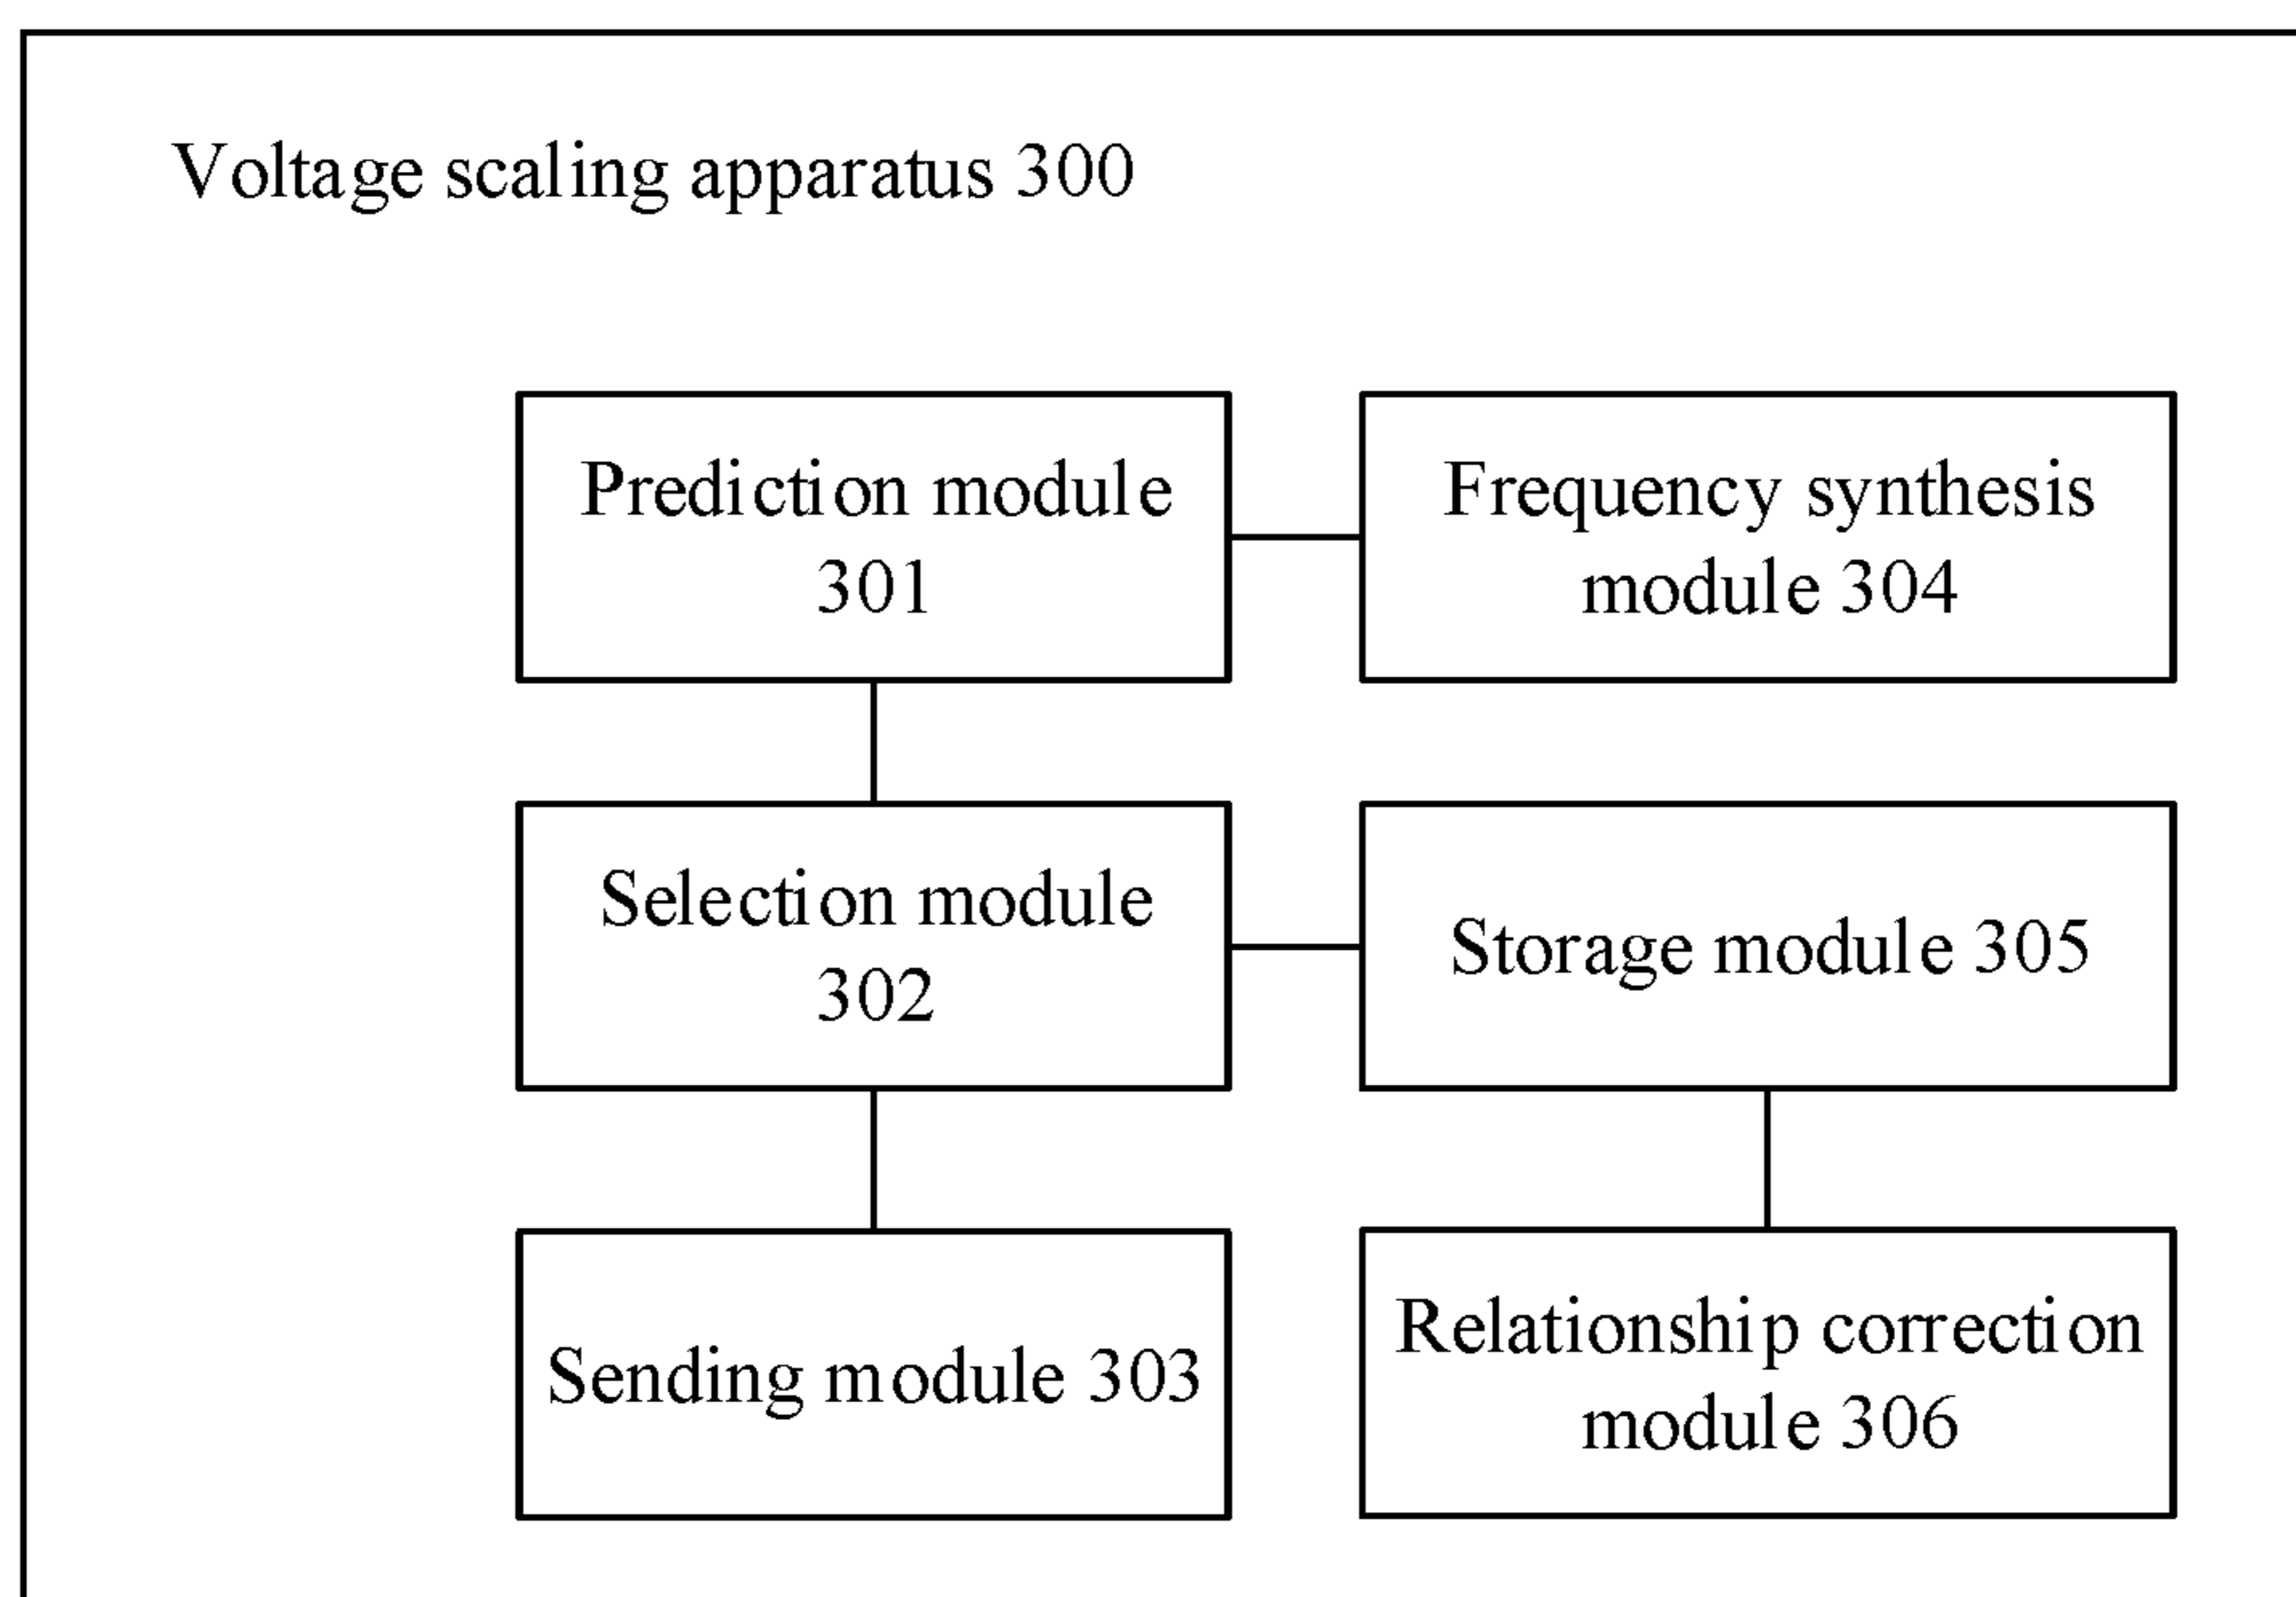 Voltage scaling apparatus 300
Prediction module
301
Frequency synthesis
module 304
Selection module
302
Storage module 305
Sending module 303
Relationship correction
module 306